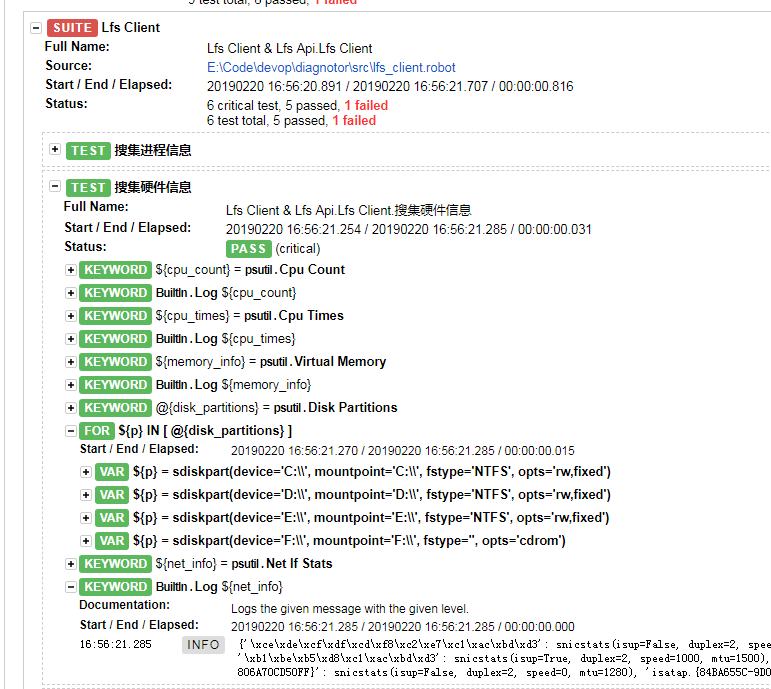 9 test total, 8 passed, 1 failed
SUITE Lfs Client
Full Name: Lfs Client & Lfs Api.Lfs Client
Source: E:\Code\devop\diagnotor\src\lfs_client.robot
Start / End / Elapsed: 20190220 16:56:20.891 / 20190220 16:56:21.707 / 00:00:00.816
Status: 6 critical test, 5 passed, 1 failed
6 test total, 5 passed, 1 failed
TEST 搜集进程信息
TEST 搜集硬件信息
Full Name: Lfs Client & Lfs Api.Lfs Client.搜集硬件信息
Start / End / Elapsed: 20190220 16:56:21.254 / 20190220 16:56:21.285 / 00:00:00.031
Status: PASS (critical)
KEYWORD ${cpu_count} = psutil . Cpu Count
KEYWORD BuiltIn . Log ${cpu_count}
KEYWORD ${cpu_times} = psutil . Cpu Times
KEYWORD BuiltIn . Log ${cpu_times}
KEYWORD ${memory_info} = psutil . Virtual Memory
KEYWORD BuiltIn . Log ${memory_info}
KEYWORD @{disk_partitions} = psutil . Disk Partitions
FOR ${p} IN [ @{disk_partitions} ]
Start / End / Elapsed: 20190220 16:56:21.270 / 20190220 16:56:21.285 / 00:00:00.015
VAR ${p} = sdiskpart(device='C:\\', mountpoint='C:\\', fstype='NTFS', opts='rw,fixed')
VAR ${p} = sdiskpart(device='D:\\', mountpoint='D:\\', fstype='NTFS', opts='rw,fixed')
VAR ${p} = sdiskpart(device='E:\\', mountpoint='E:\\', fstype='NTFS', opts='rw,fixed')
VAR ${p} = sdiskpart(device='F:\\', mountpoint='F:\\', fstype='', opts='cdrom')
KEYWORD ${net_info} = psutil . Net If Stats
KEYWORD BuiltIn . Log ${net_info}
Documentation: Logs the given message with the given level.
Start / End / Elapsed: 20190220 16:56:21.285 / 20190220 16:56:21.285 / 00:00:00.000
16:56:21.285 INFO {'\xce\xde\xcf\xdf\xcd\xf8\xc2\xe7\xc1\xac\xbd\xd3': snicstats(isup=False, duplex=2, speed=
'\xb1\xbe\xb5\xd8\xc1\xac\xbd\xd3': snicstats(isup=True, duplex=2, speed=1000, mtu=1500),
806A70CD50FF}': snicstats(isup=False, duplex=2, speed=0, mtu=1280), 'isatap.{84BA655C-9D0